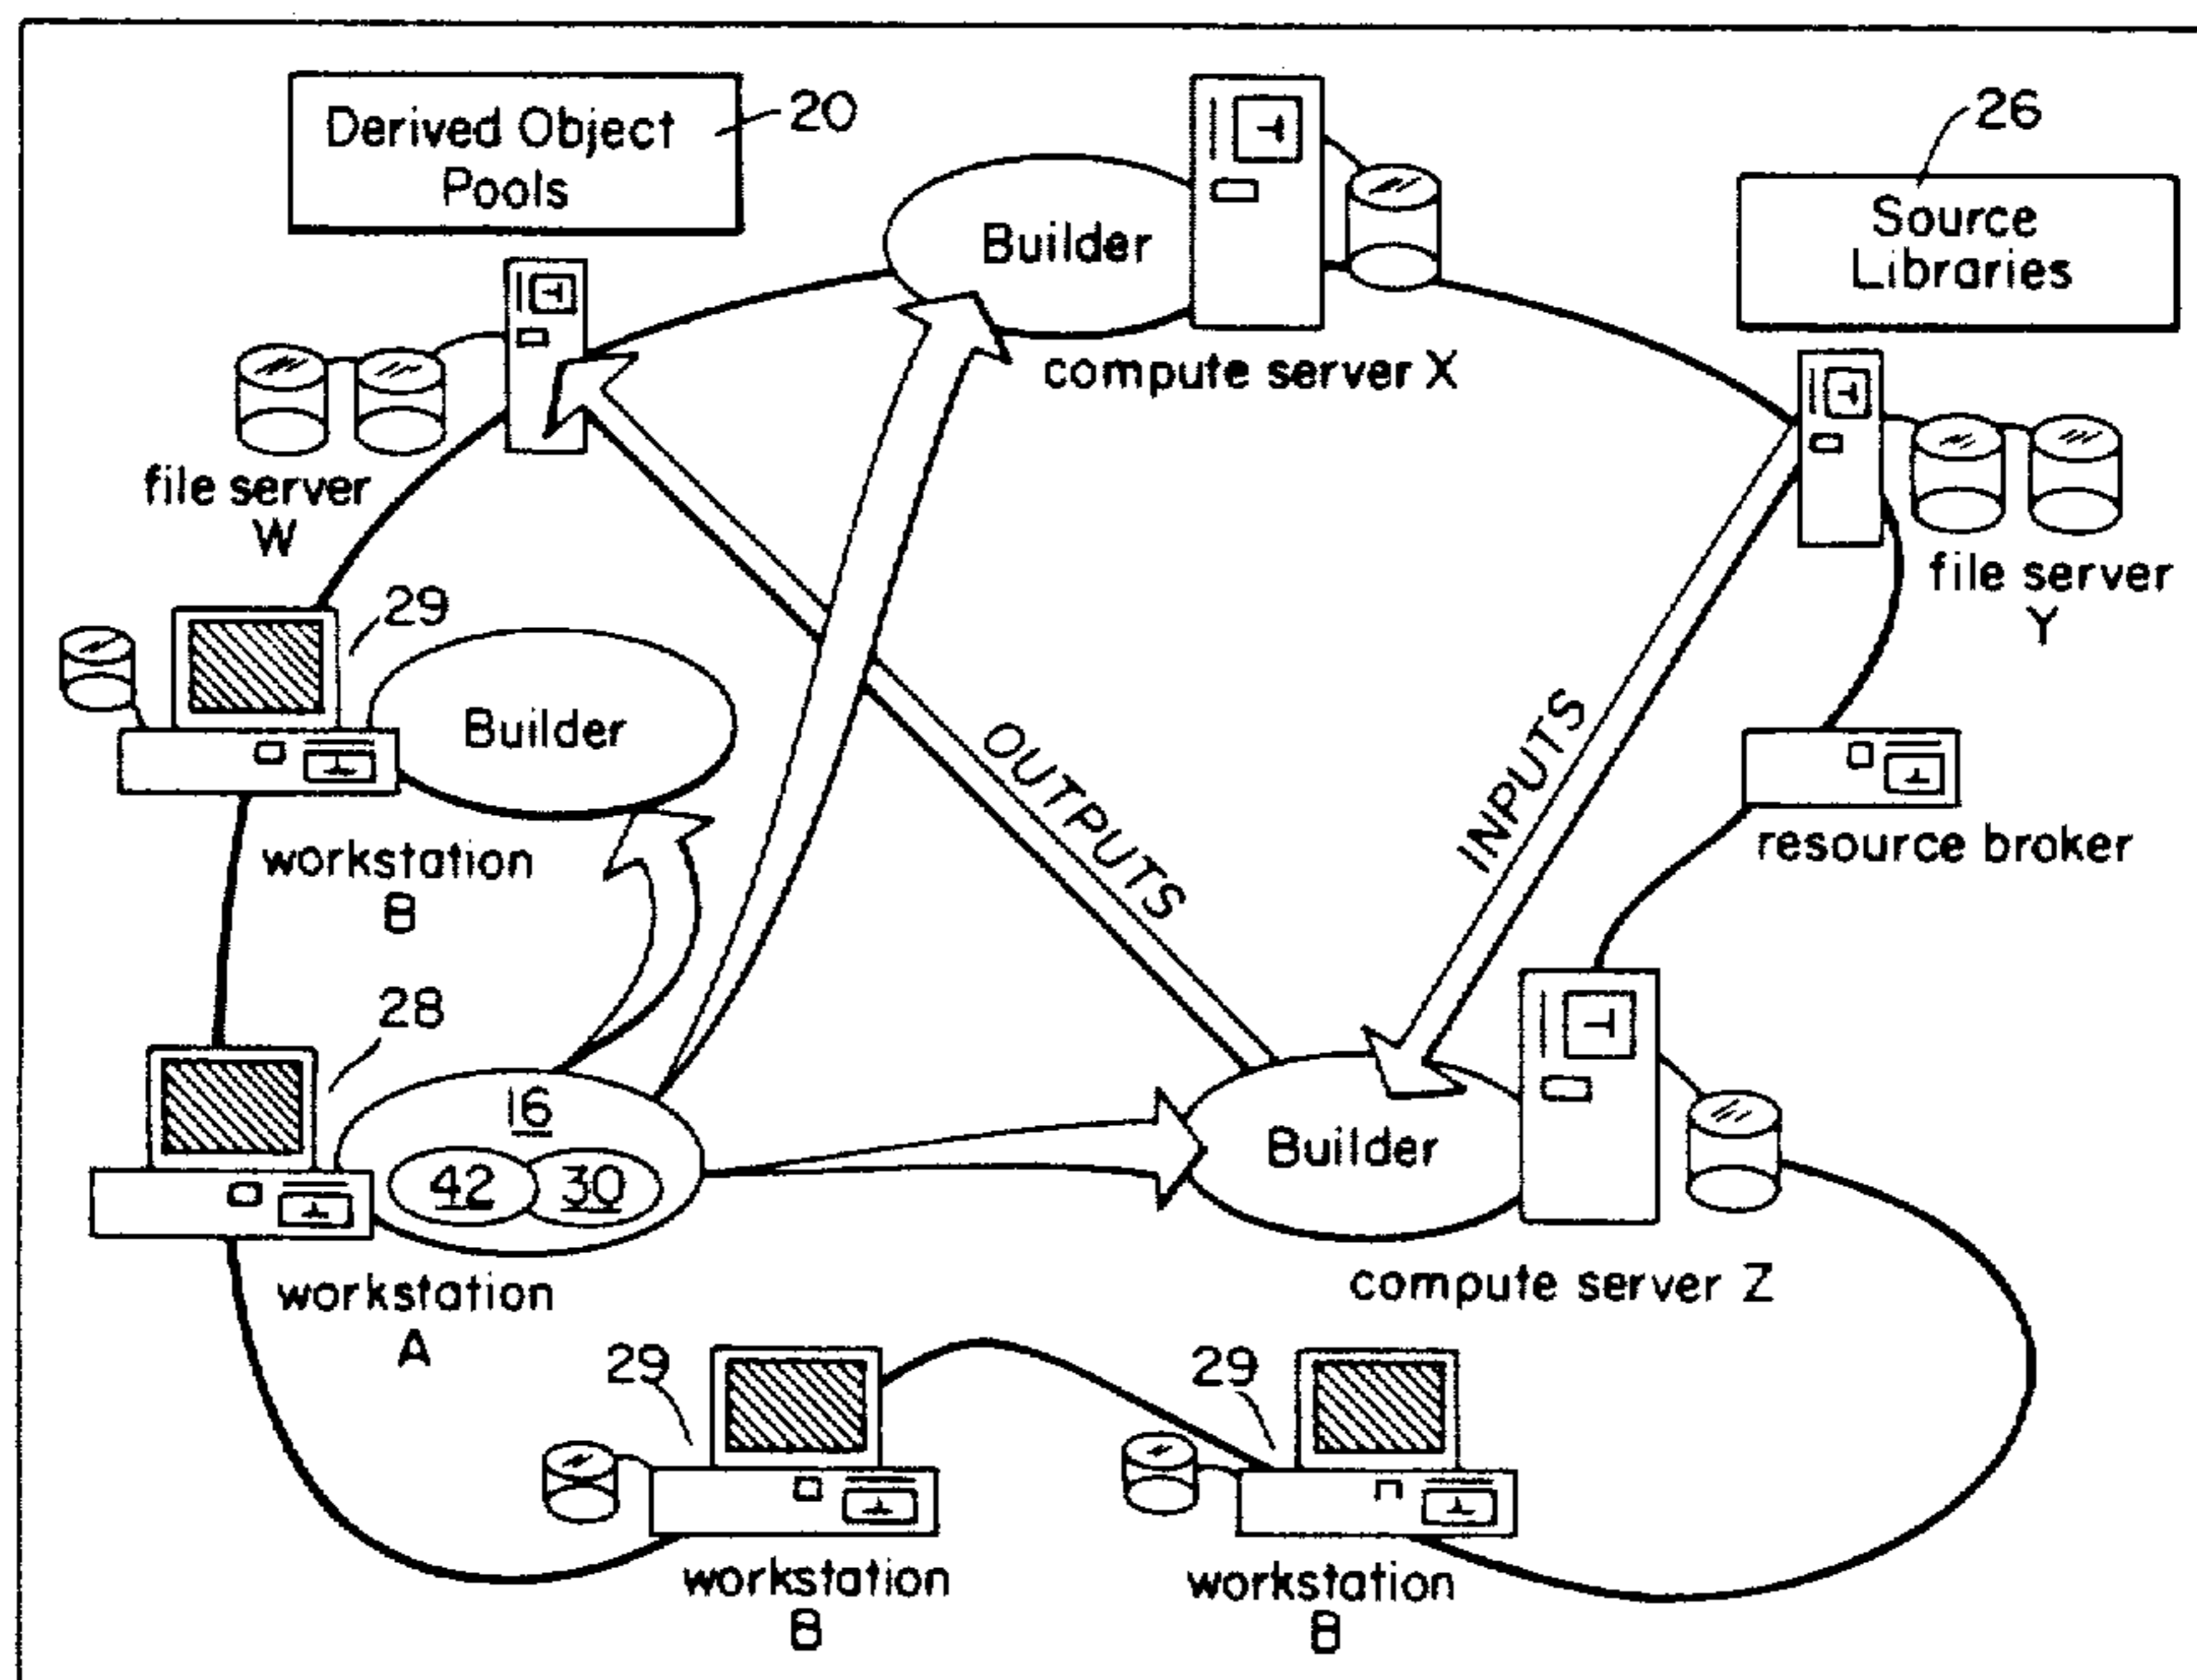 Derived Object
Pools
20
Builder
compute server X
26
Source
Libraries
file server
W
file server
Y
29
Builder
workstation
B
OUTPUTS
INPUTS
resource broker
28
16
42
30
workstation
A
Builder
compute server Z
29
workstation
B
29
workstation
B